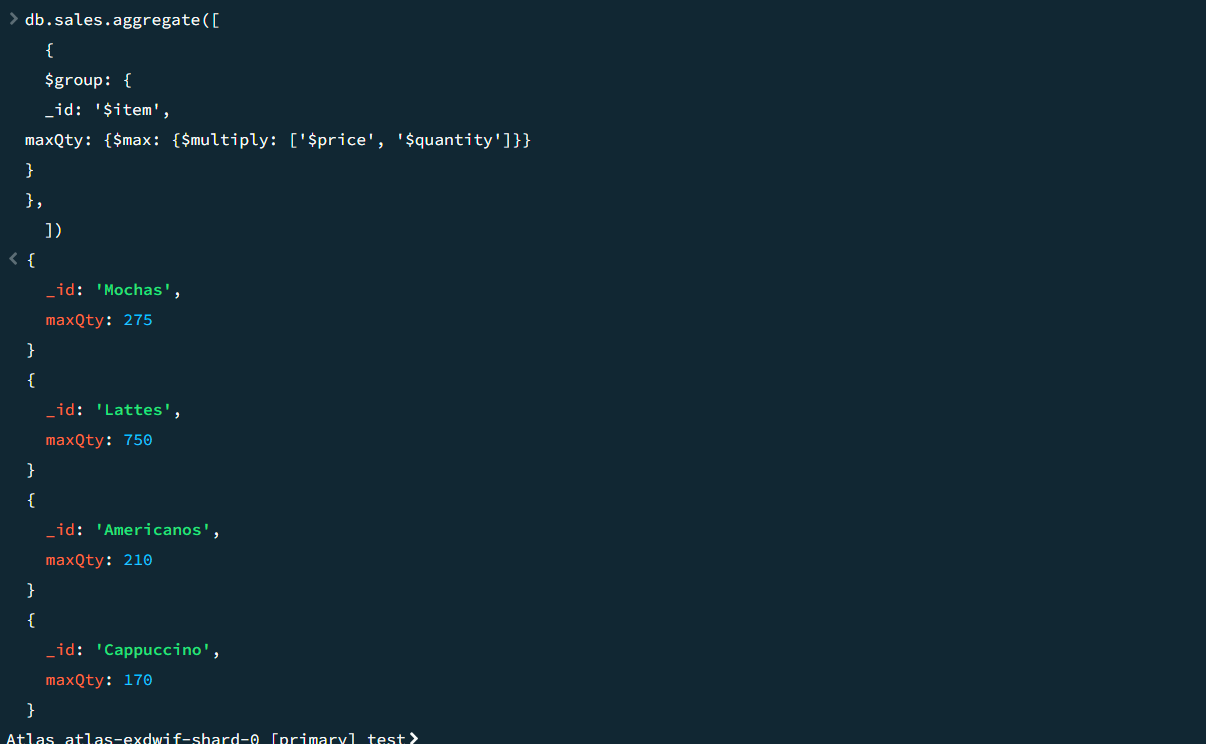 > db.sales.aggregate([
{
$group: {
_id: '$item',
maxQty: {$max: {$multiply: ['$price', '$quantity']}}
}
},
])
< {
_id: 'Mochas',
maxQty: 275
}
{
_id: 'Lattes',
maxQty: 750
}
{
_id: 'Americanos',
maxQty: 210
}
{
_id: 'Cappuccino',
maxQty: 170
}
Atlas atlas-exdwjf-shard-0 [primary] test>